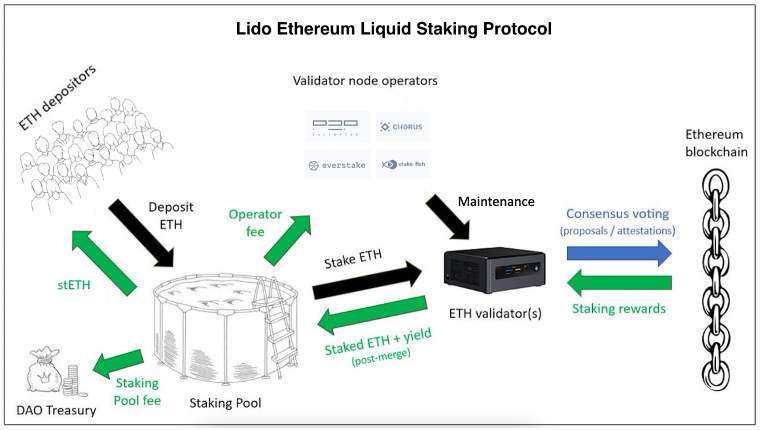 Lido Ethereum Liquid Staking Protocol
ETH depositors
Validator node operators
CHORUS
everstake
stake·fish
Ethereum
blockchain
Deposit
ETH
Operator
fee
Maintenance
Consensus voting
(proposals / attestations)
Stake ETH
stETH
ETH validator(s)
Staking rewards
Staked ETH + yield
(post-merge)
Staking
Pool fee
DAO Treasury
Staking Pool